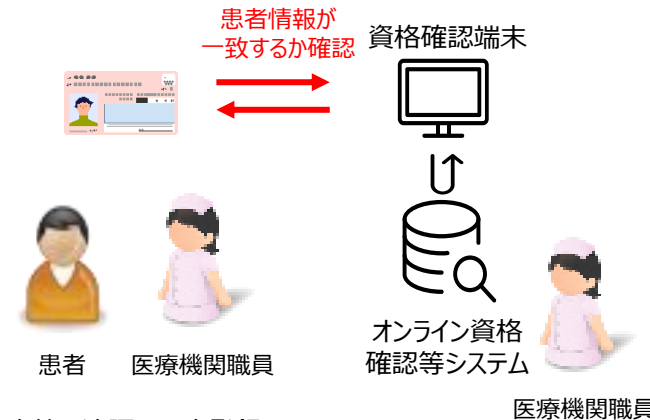 患者情報が
一致するか確認
資格確認端末
患者
医療機関職員
オンライン資格
確認等システム
医療機関職員